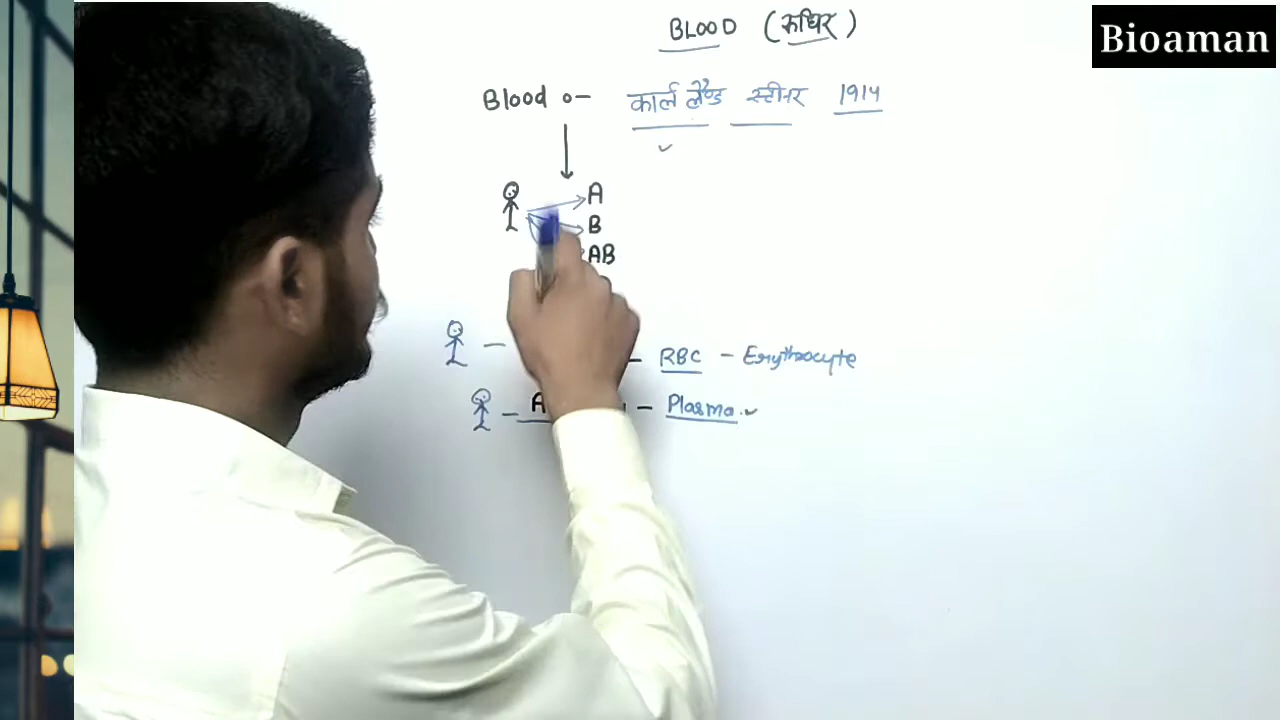 BLOOD (रुधिर)
Bioaman
Blood o– कार्ल लैण्ड स्टीनर 1914
A
B
AB
– – RBC – Erythrocyte
– A – Plasma